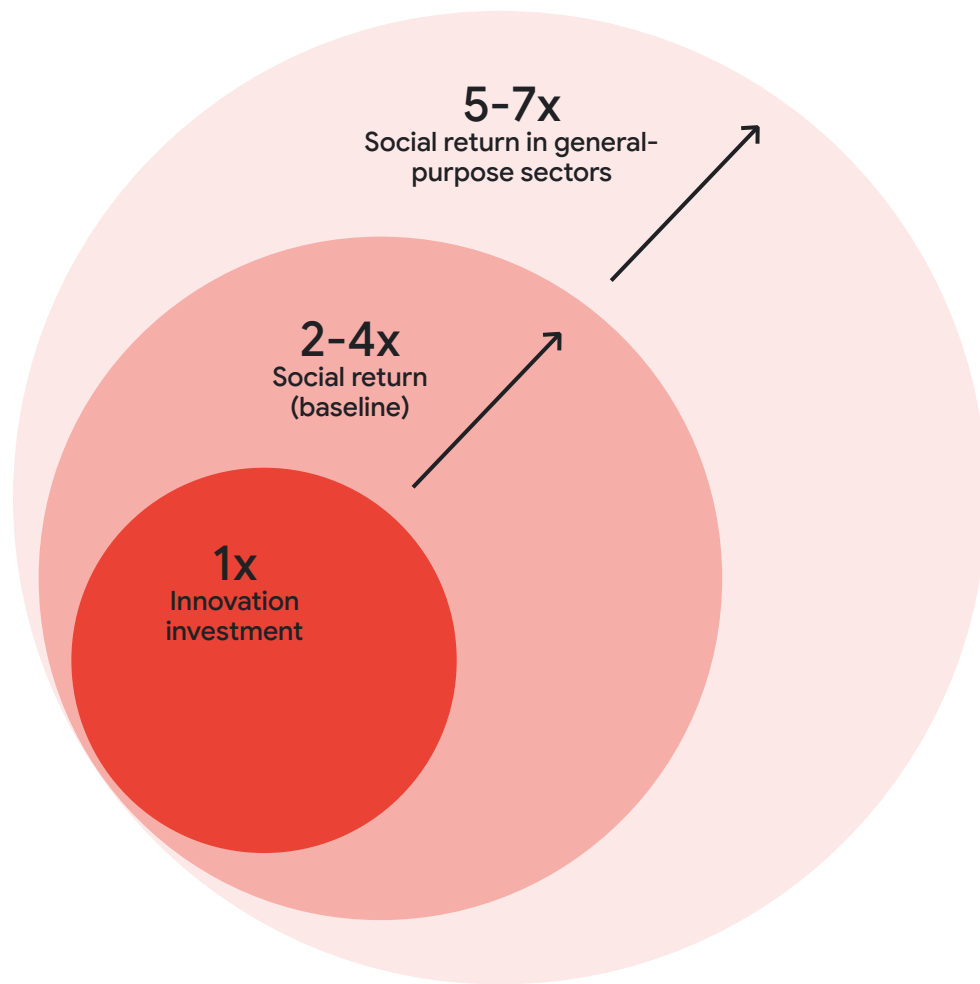 5-7x
Social return in general-
purpose sectors
2-4x
Social return
(baseline)
1x
Innovation
investment